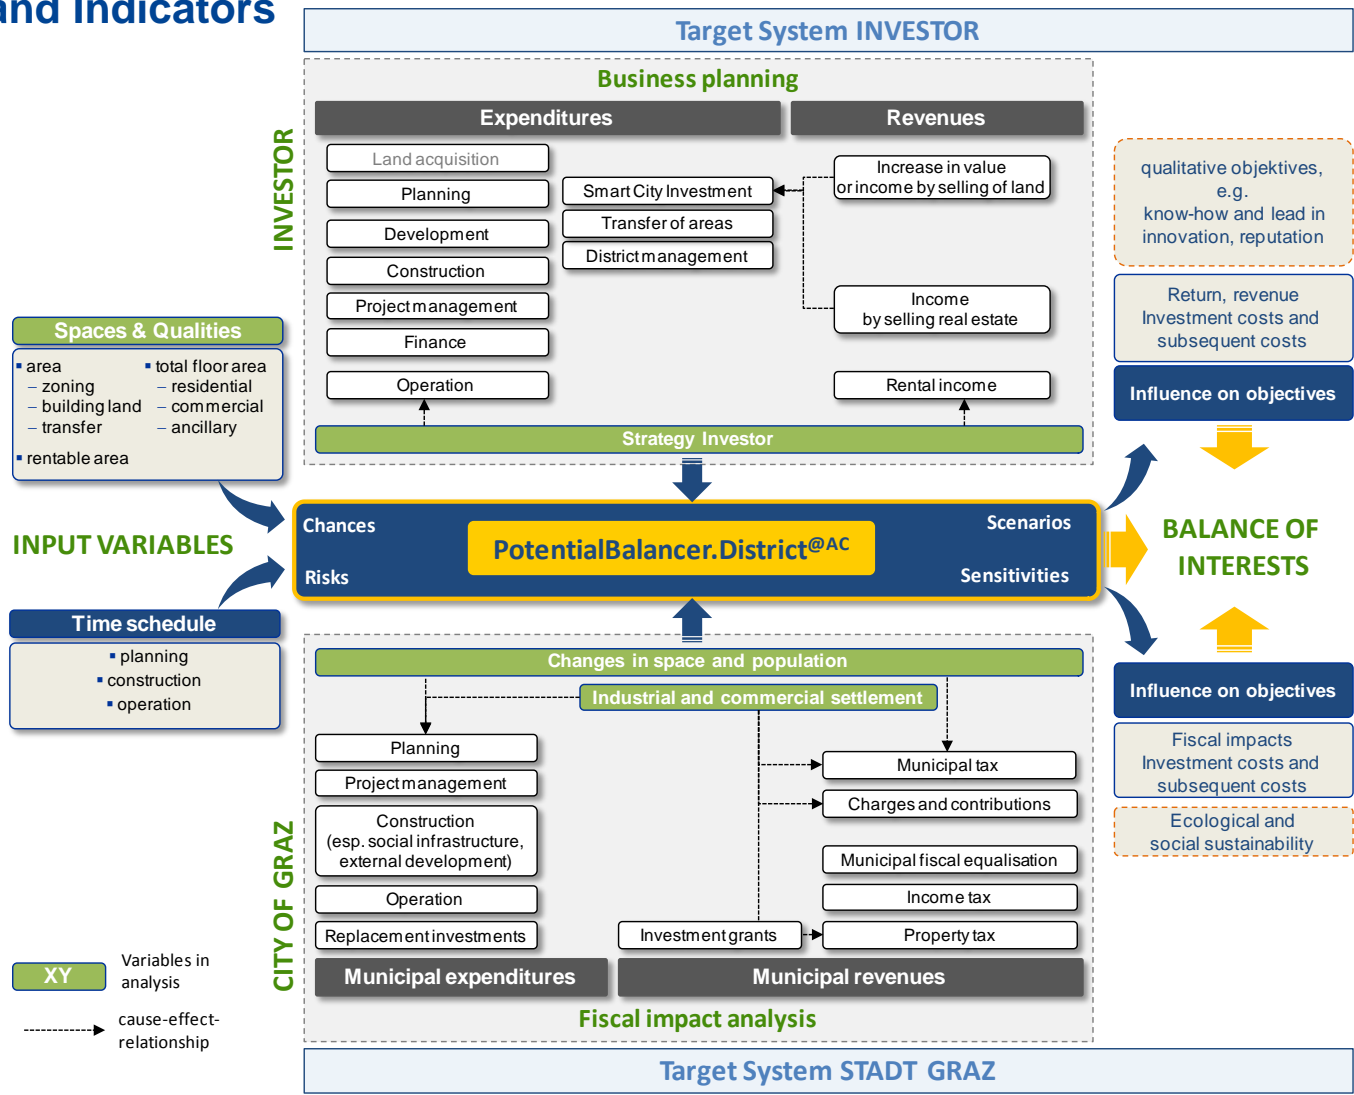 and Indicators
Target System INVESTOR
Business planning
INVESTOR
Expenditures
Revenues
Land acquisition
Planning
Development
Construction
Project management
Finance
Operation
Smart City Investment
Transfer of areas
District management
Increase in value
or income by selling of land
Income
by selling real estate
Rental income
Strategy Investor
qualitative objektives,
e.g.
know-how and lead in
innovation, reputation
Return, revenue
Investment costs and
subsequent costs
Influence on objectives
Spaces & Qualities
▪ area
– zoning
– building land
– transfer
▪ rentable area
▪ total floor area
– residential
– commercial
– ancillary
INPUT VARIABLES
Time schedule
▪ planning
▪ construction
▪ operation
Chances
Risks
PotentialBalancer.District@AC
Scenarios
Sensitivities
BALANCE OF
INTERESTS
Changes in space and population
Industrial and commercial settlement
CITY OF GRAZ
Planning
Project management
Construction
(esp. social infrastructure,
external development)
Operation
Replacement investments
Investment grants
Municipal tax
Charges and contributions
Municipal fiscal equalisation
Income tax
Property tax
Municipal expenditures
Municipal revenues
Fiscal impact analysis
Influence on objectives
Fiscal impacts
Investment costs and
subsequent costs
Ecological and
social sustainability
XY
Variables in
analysis
cause-effect-
relationship
Target System STADT GRAZ